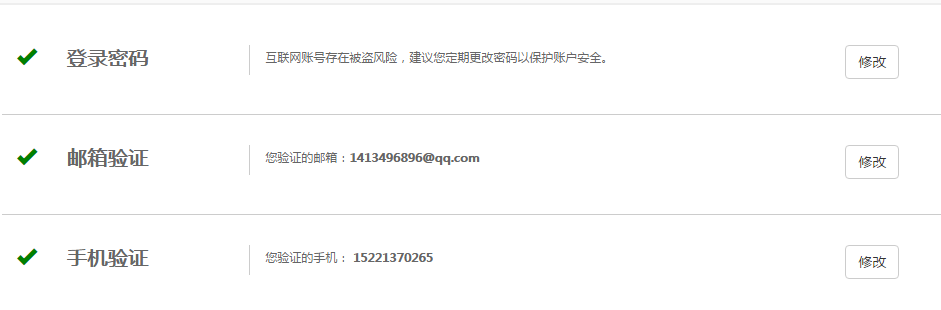 登录密码 互联网账号存在被盗风险，建议您定期更改密码以保护账户安全。 修改
邮箱验证 您验证的邮箱：1413496896@qq.com 修改
手机验证 您验证的手机： 15221370265 修改